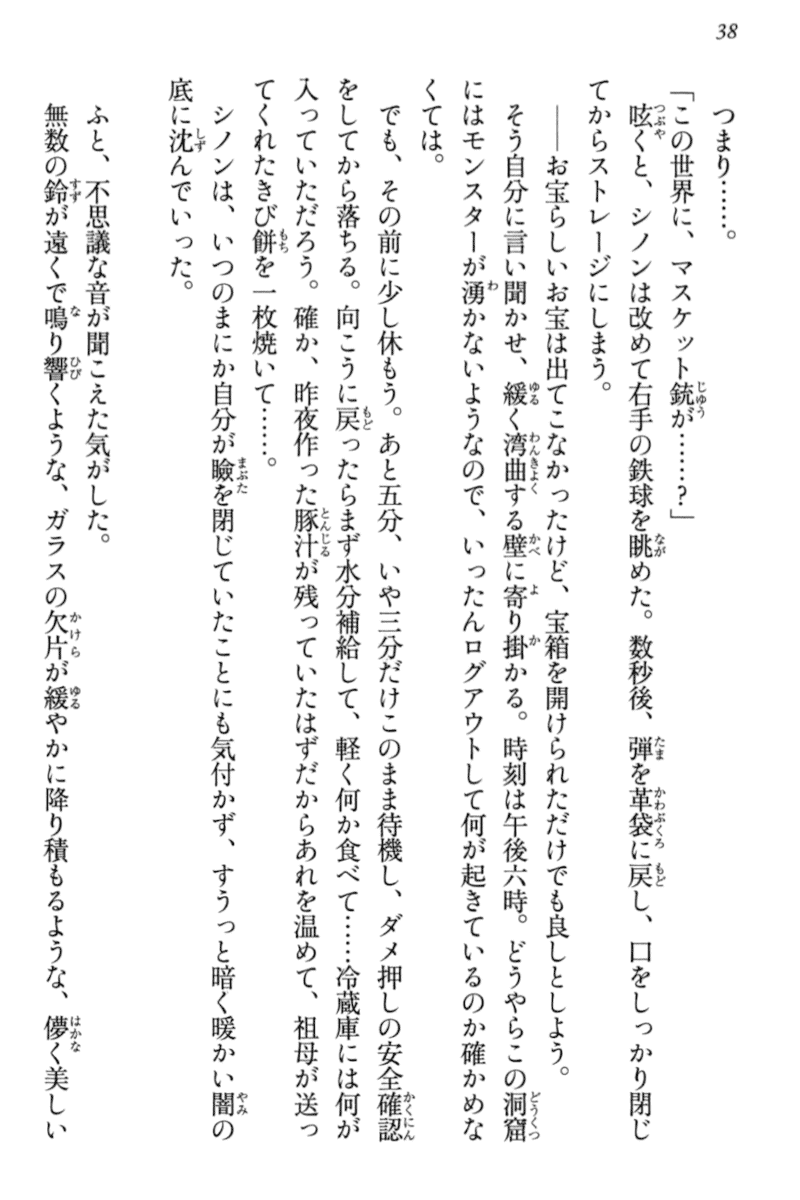 38
つまり……。
「この世界に、マスケット銃が……？」
呟くと、シノンは改めて右手の鉄球を眺めた。数秒後、弾を革袋に戻し、口をしっかり閉じ
てからストレージにしまう。
――お宝らしいお宝は出てこなかったけど、宝箱を開けられただけでも良しとしよう。
そう自分に言い聞かせ、緩く湾曲する壁に寄り掛かる。時刻は午後六時。どうやらこの洞窟
にはモンスターが湧かないようなので、いったんログアウトして何が起きているのか確かめな
くては。
でも、その前に少し休もう。あと五分、いや三分だけこのまま待機し、ダメ押しの安全確認
をしてから落ちる。向こうに戻ったらまず水分補給して、軽く何か食べて……冷蔵庫には何が
入っていただろう。確か、昨夜作った豚汁が残っていたはずだからあれを温めて、祖母が送っ
てくれたきび餅を一枚焼いて……。
シノンは、いつのまにか自分が瞼を閉じていたことにも気付かず、すうっと暗く暖かい闇の
底に沈んでいった。
ふと、不思議な音が聞こえた気がした。
無数の鈴が遠くで鳴り響くような、ガラスの欠片が緩やかに降り積もるような、儚く美しい